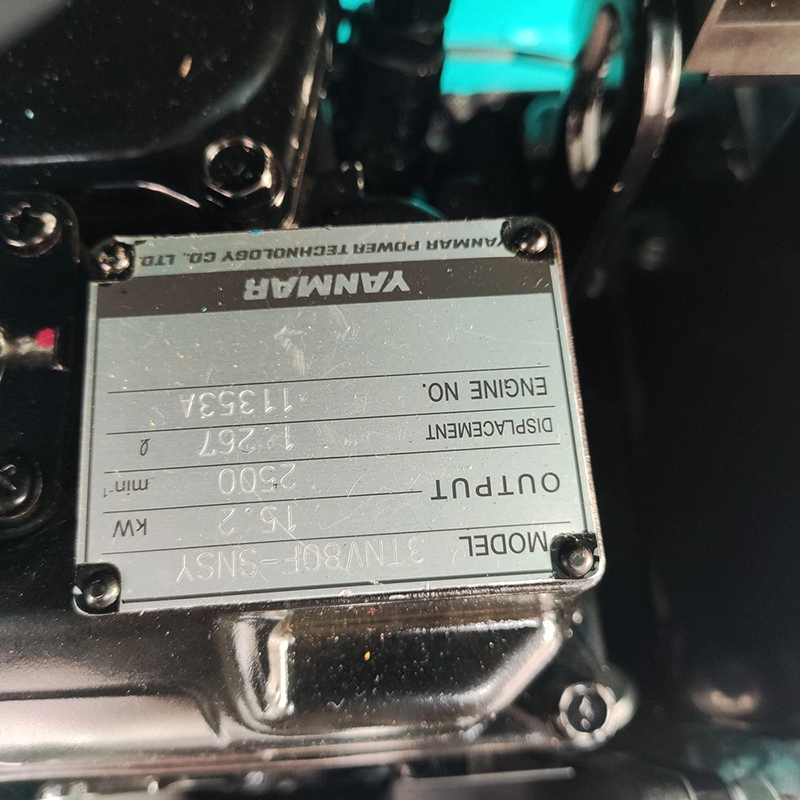 MODEL 3TNV80F-SNSY
OUTPUT 15.2 kW
2500 min⁻¹
DISPLACEMENT 1.267 ℓ
ENGINE NO. 11353A
YANMAR
YANMAR POWER TECHNOLOGY CO., LTD.